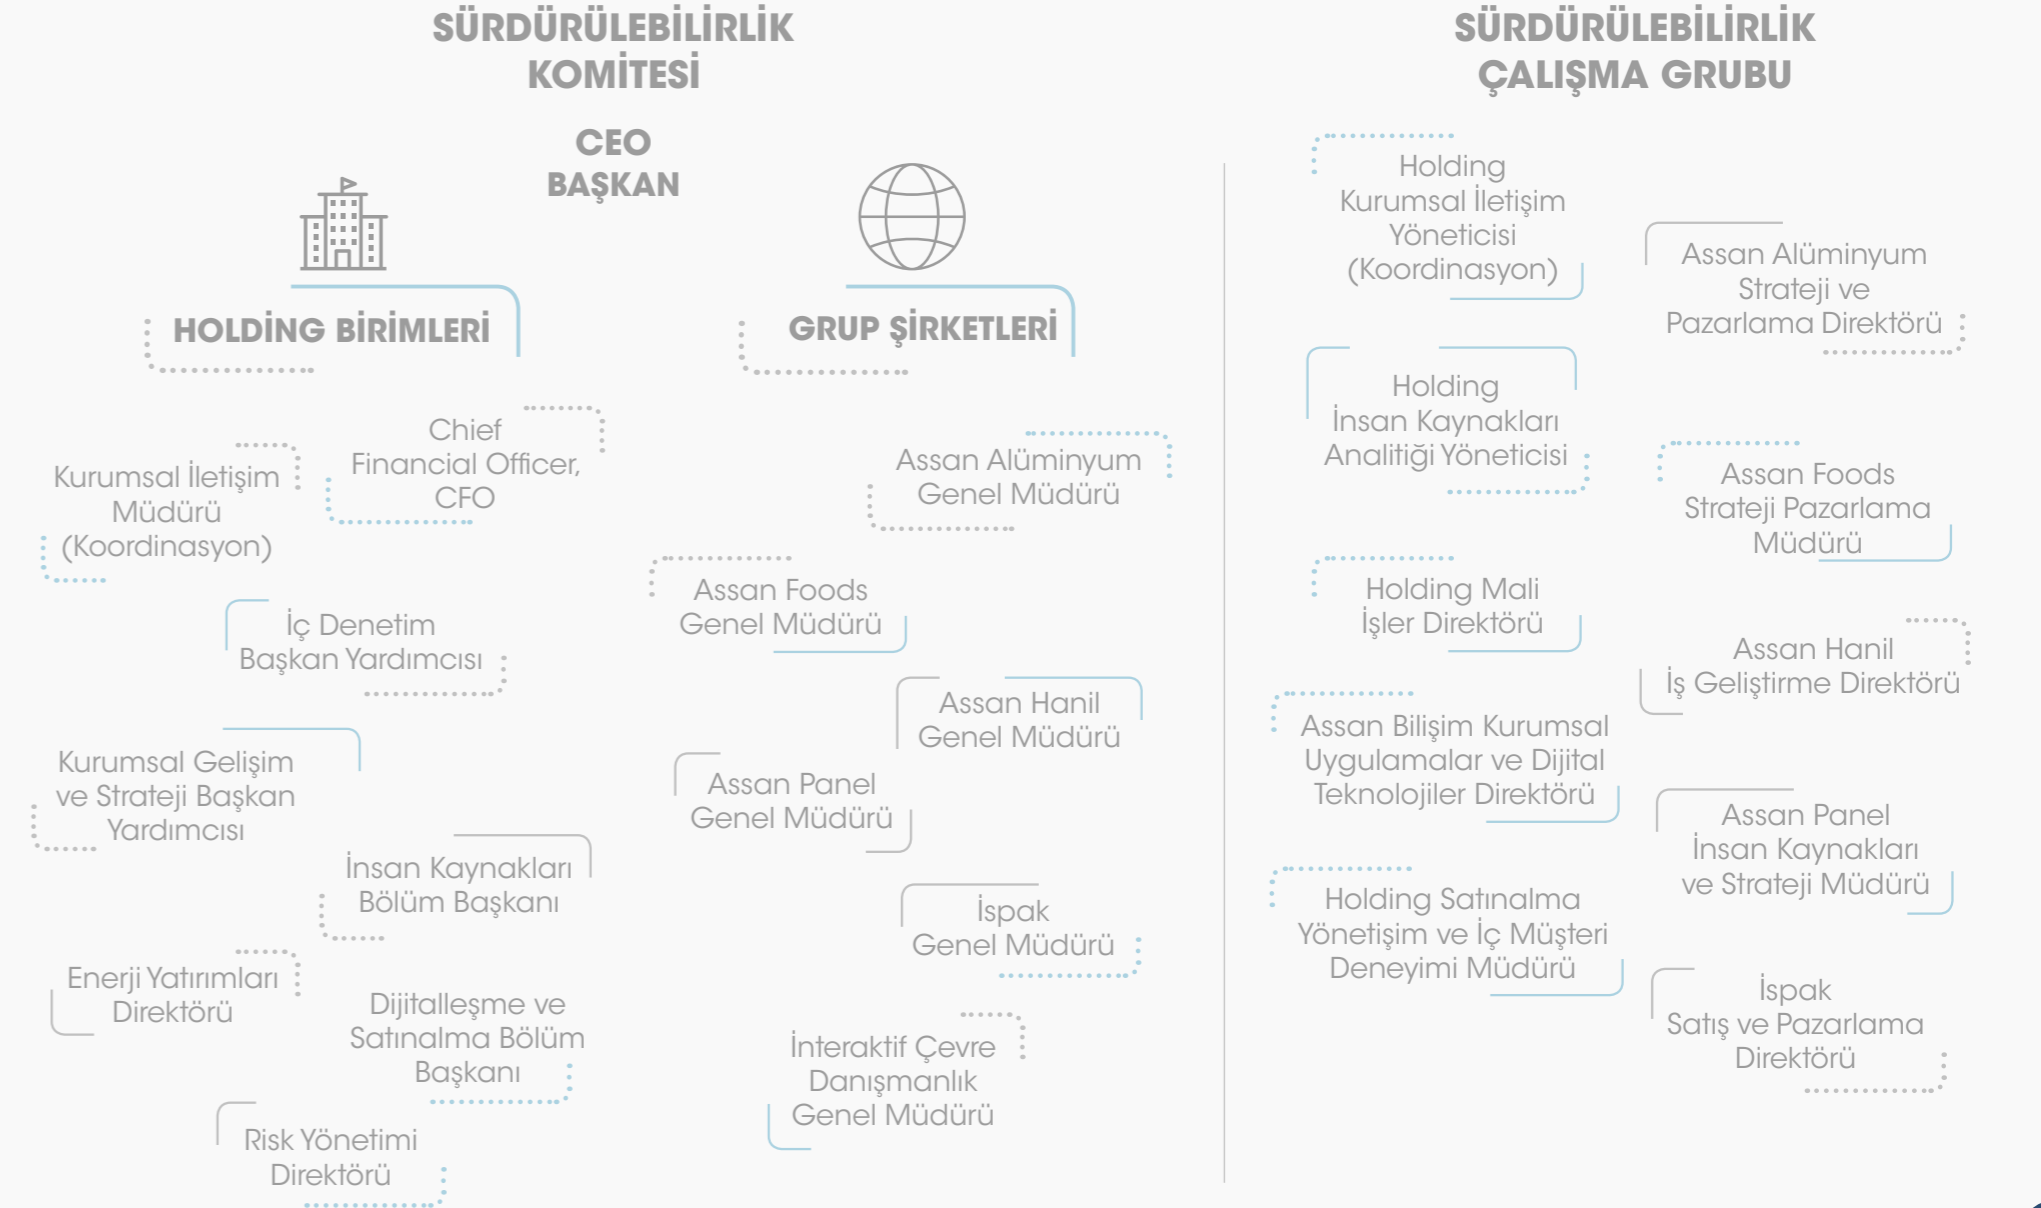 SÜRDÜRÜLEBİLİRLİK
KOMİTESİ
CEO
BAŞKAN
HOLDİNG BİRİMLERİ
Kurumsal İletişim
Müdürü
(Koordinasyon)
Chief
Financial Officer,
CFO
İç Denetim
Başkan Yardımcısı
Kurumsal Gelişim
ve Strateji Başkan
Yardımcısı
İnsan Kaynakları
Bölüm Başkanı
Enerji Yatırımları
Direktörü
Dijitalleşme ve
Satınalma Bölüm
Başkanı
Risk Yönetimi
Direktörü
GRUP ŞİRKETLERİ
Assan Alüminyum
Genel Müdürü
Assan Foods
Genel Müdürü
Assan Hanil
Genel Müdürü
Assan Panel
Genel Müdürü
İspak
Genel Müdürü
İnteraktif Çevre
Danışmanlık
Genel Müdürü
SÜRDÜRÜLEBİLİRLİK
ÇALIŞMA GRUBU
Holding
Kurumsal İletişim
Yöneticisi
(Koordinasyon)
Holding
İnsan Kaynakları
Analitiği Yöneticisi
Holding Mali
İşler Direktörü
Assan Bilişim Kurumsal
Uygulamalar ve Dijital
Teknolojiler Direktörü
Holding Satınalma
Yönetişim ve İç Müşteri
Deneyimi Müdürü
Assan Alüminyum
Strateji ve
Pazarlama Direktörü
Assan Foods
Strateji Pazarlama
Müdürü
Assan Hanil
İş Geliştirme Direktörü
Assan Panel
İnsan Kaynakları
ve Strateji Müdürü
İspak
Satış ve Pazarlama
Direktörü